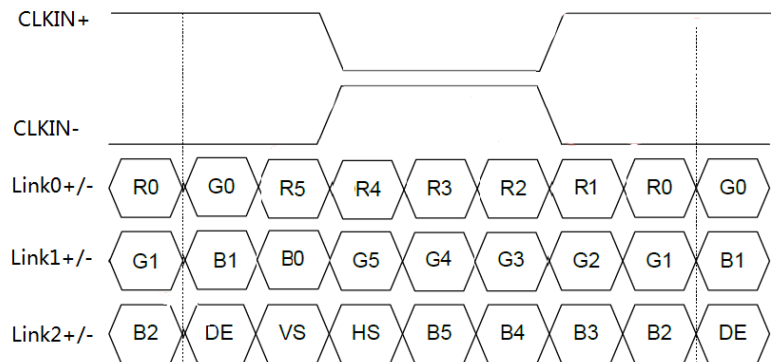 CLKIN+
CLKIN-
Link0+/- R0 G0 R5 R4 R3 R2 R1 R0 G0
Link1+/- G1 B1 B0 G5 G4 G3 G2 G1 B1
Link2+/- B2 DE VS HS B5 B4 B3 B2 DE